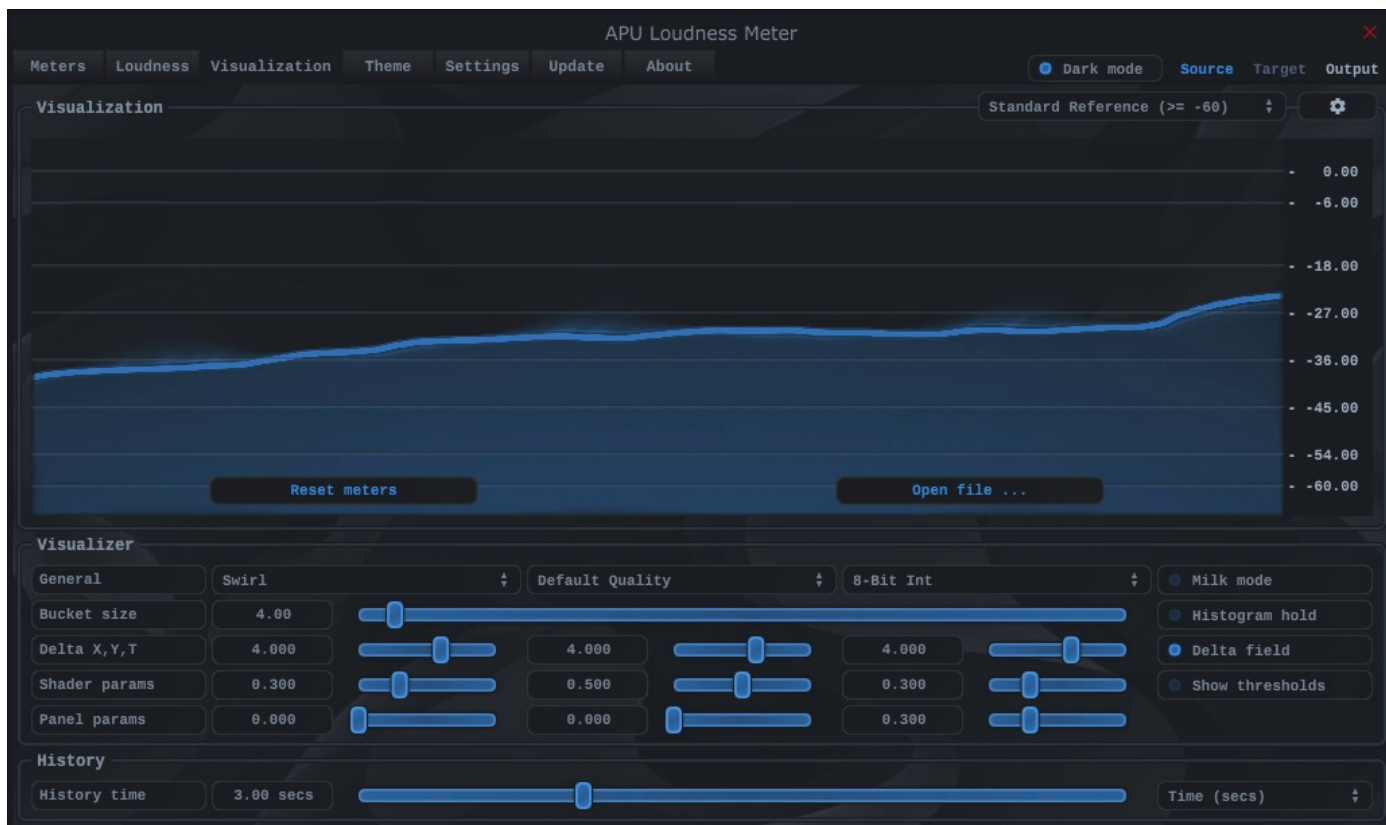 APU Loudness Meter
Meters Loudness Visualization Theme Settings Update About Dark mode Source Target Output
Visualization Standard Reference (>= -60)
- 0.00
- -6.00
- -18.00
- -27.00
- -36.00
- -45.00
- -54.00
- -60.00
Reset meters Open file ...
Visualizer
General Swirl Default Quality 8-Bit Int Milk mode
Bucket size 4.00 Histogram hold
Delta X,Y,T 4.000 4.000 4.000 Delta field
Shader params 0.300 0.500 0.300 Show thresholds
Panel params 0.000 0.000 0.300
History
History time 3.00 secs Time (secs)